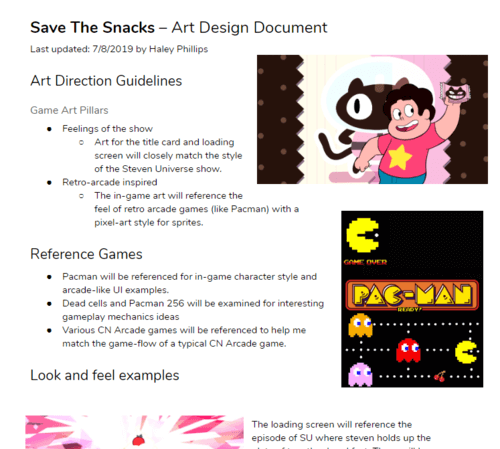 Save The Snacks – Art Design Document
Last updated: 7/8/2019 by Haley Phillips
Art Direction Guidelines
Game Art Pillars
● Feelings of the show
○ Art for the title card and loading
screen will closely match the style
of the Steven Universe show.
● Retro-arcade inspired
○ The in-game art will reference the
feel of retro arcade games (like Pacman) with a
pixel-art style for sprites.
GAME OVER
PAC-MAN
READY!
Reference Games
● Pacman will be referenced for in-game character style and
arcade-like UI examples.
● Dead cells and Pacman 256 will be examined for interesting
gameplay mechanics ideas
● Various CN Arcade games will be referenced to help me
match the game-flow of a typical CN Arcade game.
Look and feel examples
The loading screen will reference the
episode of SU where steven holds up the